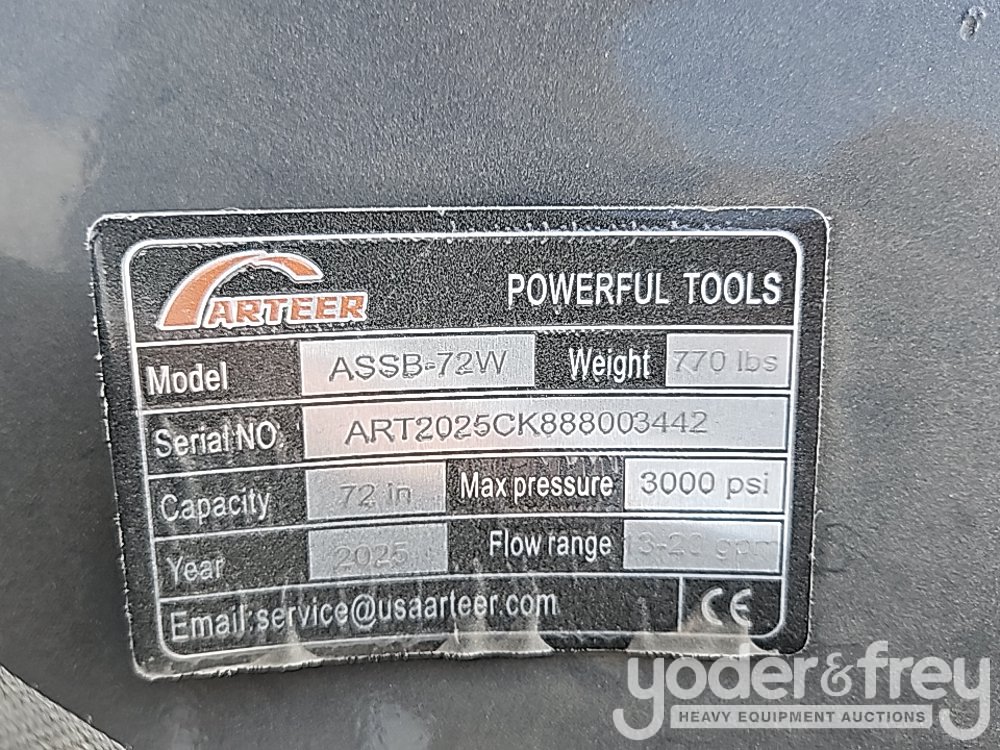 ARTEER POWERFUL TOOLS
Model ASSB-72W Weight 770 lbs
Serial NO: ART2025CK888003442
Capacity 72 in Max pressure 3000 psi
Year 2025 Flow range gpm
Email:service@usaarteer.com CE
yoder&frey
HEAVY EQUIPMENT AUCTIONS